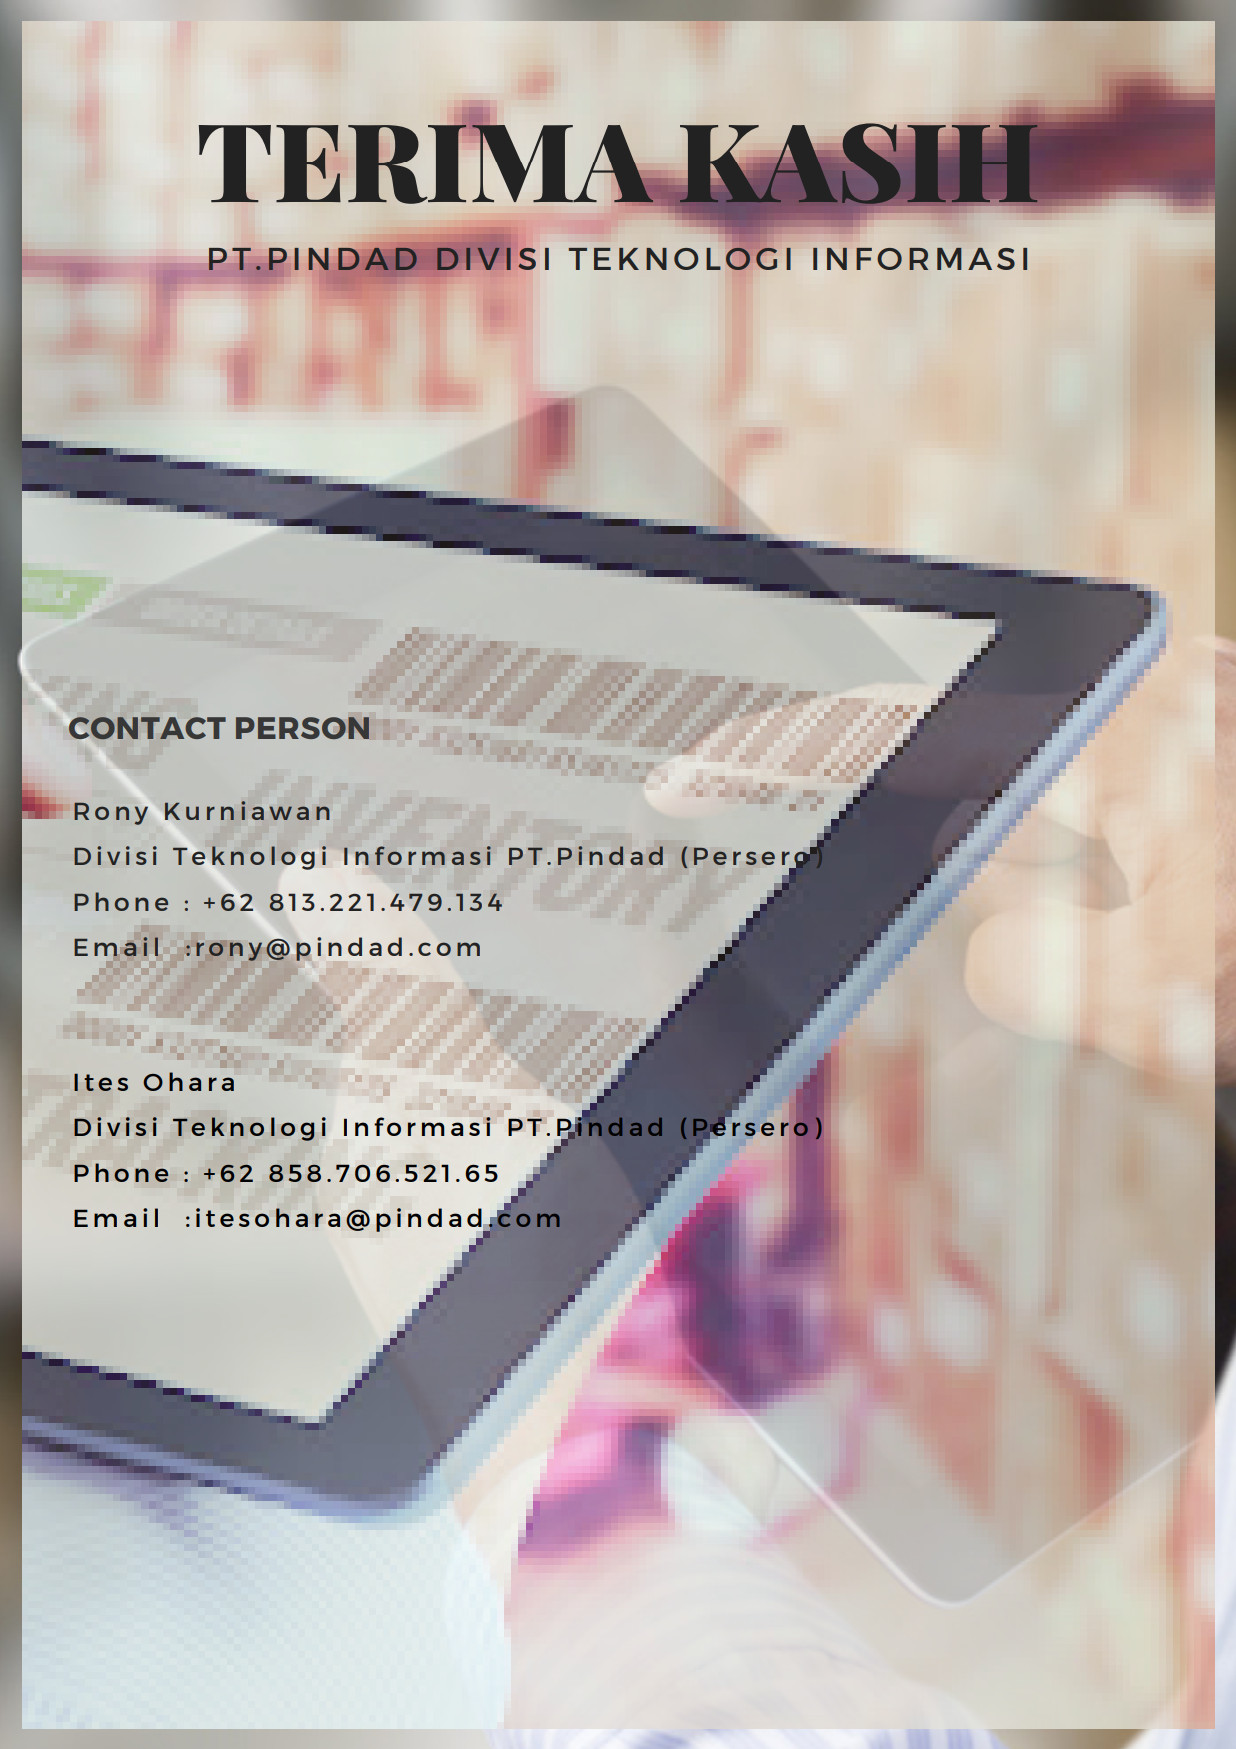 TERIMA KASIH
PT.PINDAD DIVISI TEKNOLOGI INFORMASI
CONTACT PERSON
Rony Kurniawan
Divisi Teknologi Informasi PT.Pindad (Persero)
Phone : +62 813.221.479.134
Email :rony@pindad.com
INVENTORY
Ites Ohara
Divisi Teknologi Informasi PT.Pindad (Persero)
Phone : +62 858.706.521.65
Email :itesohara@pindad.com